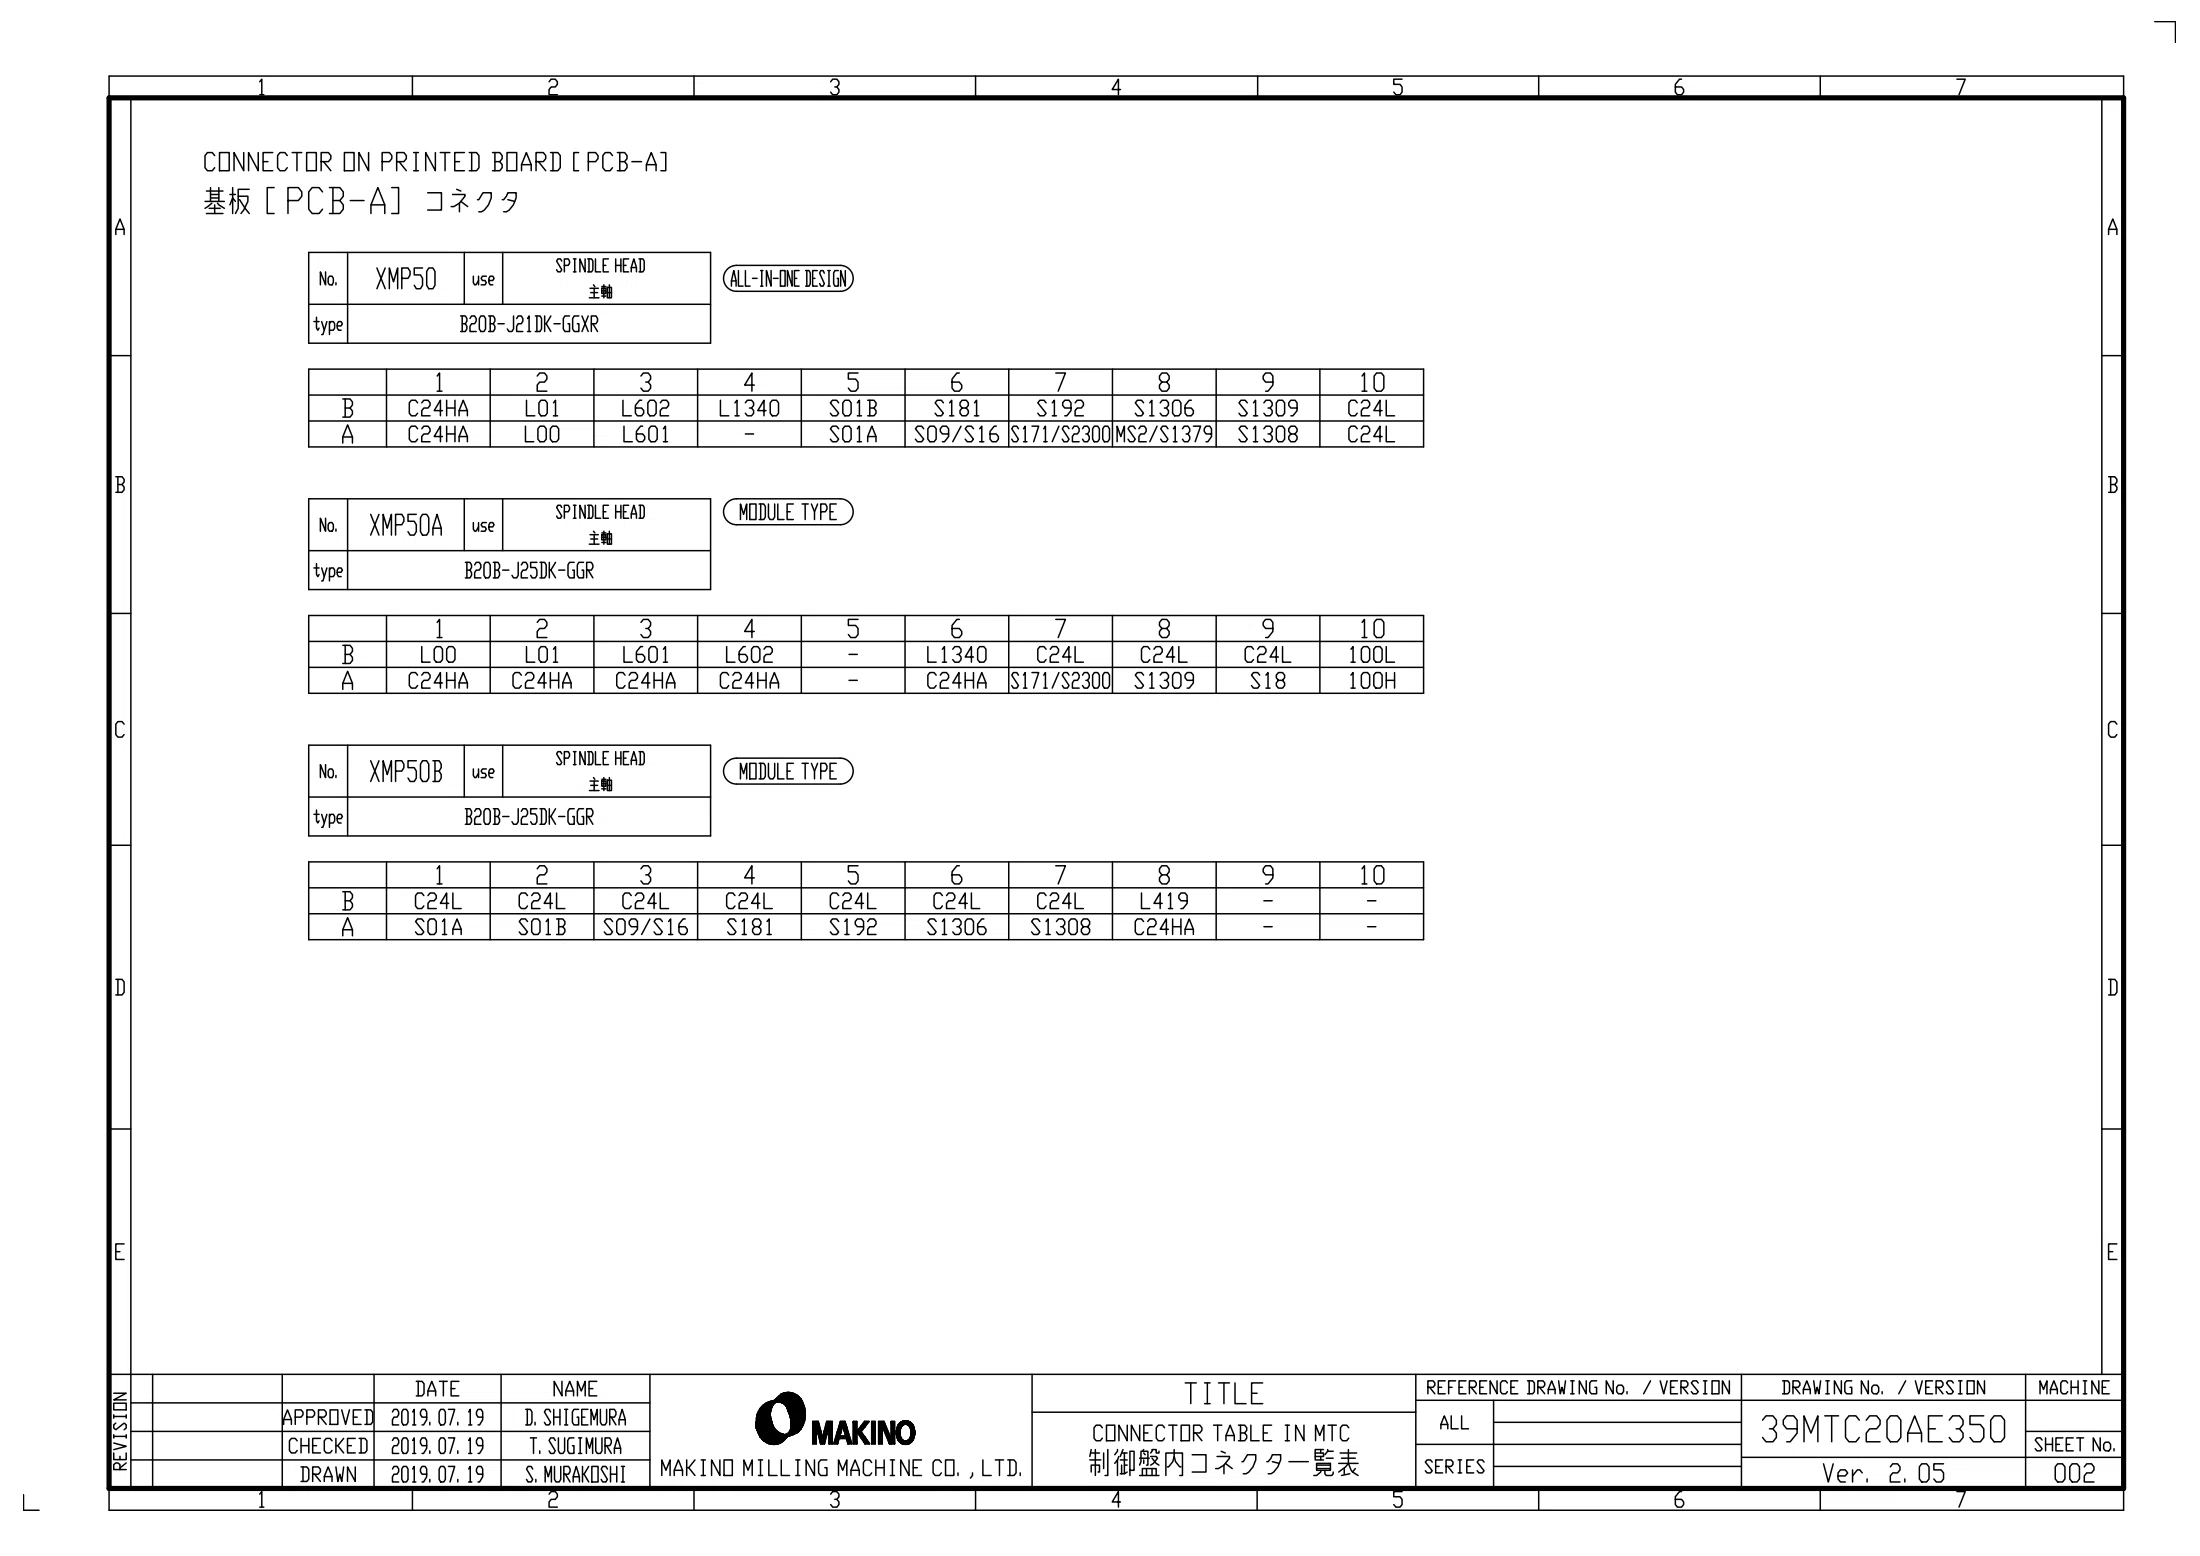 1 2 3 4 5 6 7
CONNECTOR ON PRINTED BOARD [PCB-A]
基板 [PCB-A] コネクタ
A A
No. XMP50 use SPINDLE HEAD 主軸 ALL-IN-ONE DESIGN
type B20B-J21DK-GGXR
1 2 3 4 5 6 7 8 9 10
B C24HA L01 L602 L1340 S01B S181 S192 S1306 S1309 C24L
A C24HA L00 L601 - S01A S09/S16 S171/S2300 MS2/S1379 S1308 C24L
B B
No. XMP50A use SPINDLE HEAD 主軸 MODULE TYPE
type B20B-J25DK-GGR
1 2 3 4 5 6 7 8 9 10
B L00 L01 L601 L602 - L1340 C24L C24L C24L 100L
A C24HA C24HA C24HA C24HA - C24HA S171/S2300 S1309 S18 100H
C C
No. XMP50B use SPINDLE HEAD 主軸 MODULE TYPE
type B20B-J25DK-GGR
1 2 3 4 5 6 7 8 9 10
B C24L C24L C24L C24L C24L C24L C24L L419 - -
A S01A S01B S09/S16 S181 S192 S1306 S1308 C24HA - -
D D
E E
REVISION
DATE NAME
APPROVED 2019.07.19 D. SHIGEMURA
CHECKED 2019.07.19 T. SUGIMURA
DRAWN 2019.07.19 S. MURAKOSHI
MAKINO
MAKINO MILLING MACHINE CO., LTD.
TITLE
CONNECTOR TABLE IN MTC
制御盤内コネクタ一覧表
REFERENCE DRAWING No. / VERSION
ALL
SERIES
DRAWING No. / VERSION
39MTC20AE350
Ver. 2.05
MACHINE
SHEET No.
002
1 2 3 4 5 6 7